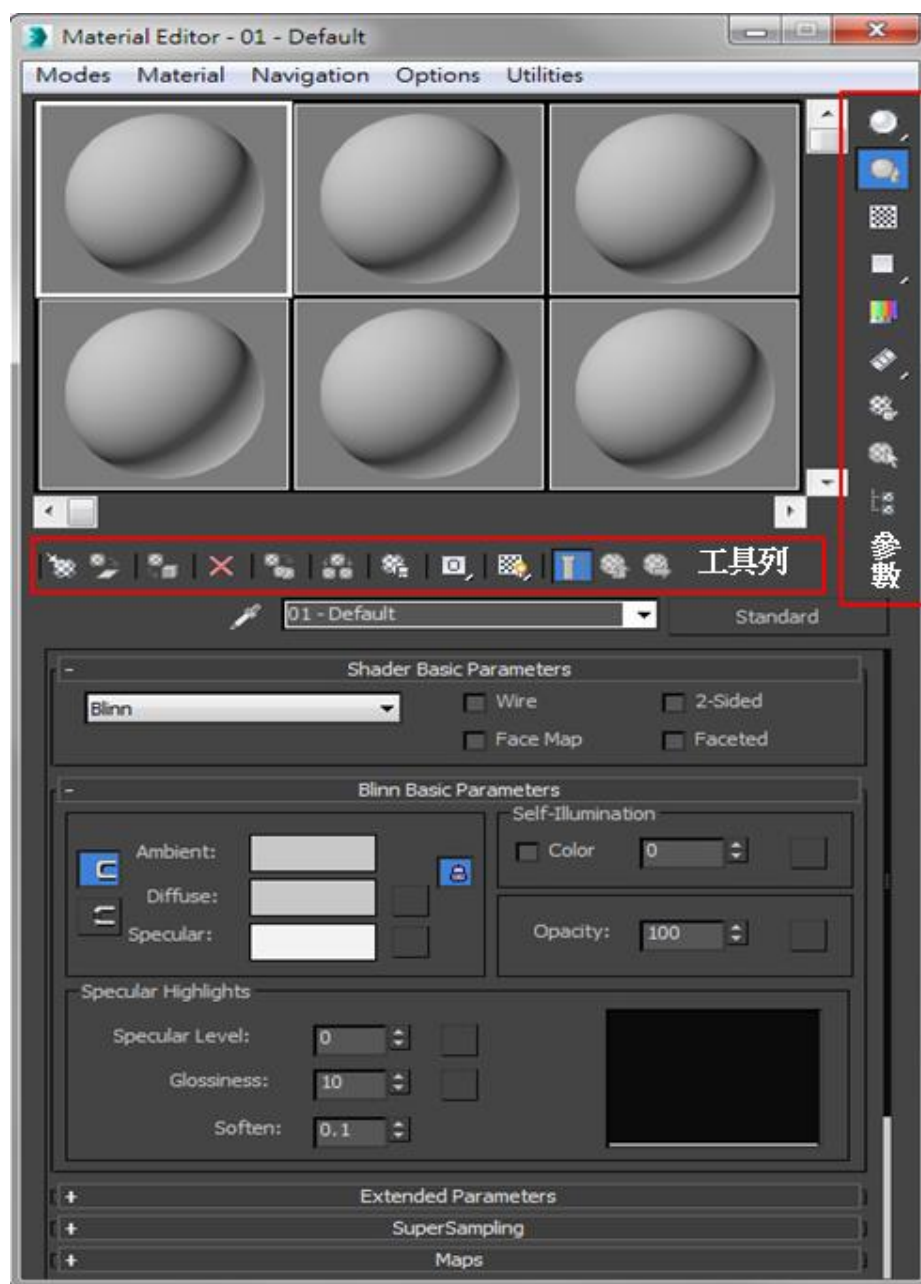 Material Editor - 01 - Default
Modes Material Navigation Options Utilities
參數
工具列
01 - Default Standard
- Shader Basic Parameters
Blinn Wire 2-Sided
Face Map Faceted
- Blinn Basic Parameters
Self-Illumination
Ambient: Color 0
Diffuse:
Specular: Opacity: 100
Specular Highlights
Specular Level: 0
Glossiness: 10
Soften: 0.1
+ Extended Parameters
+ SuperSampling
+ Maps